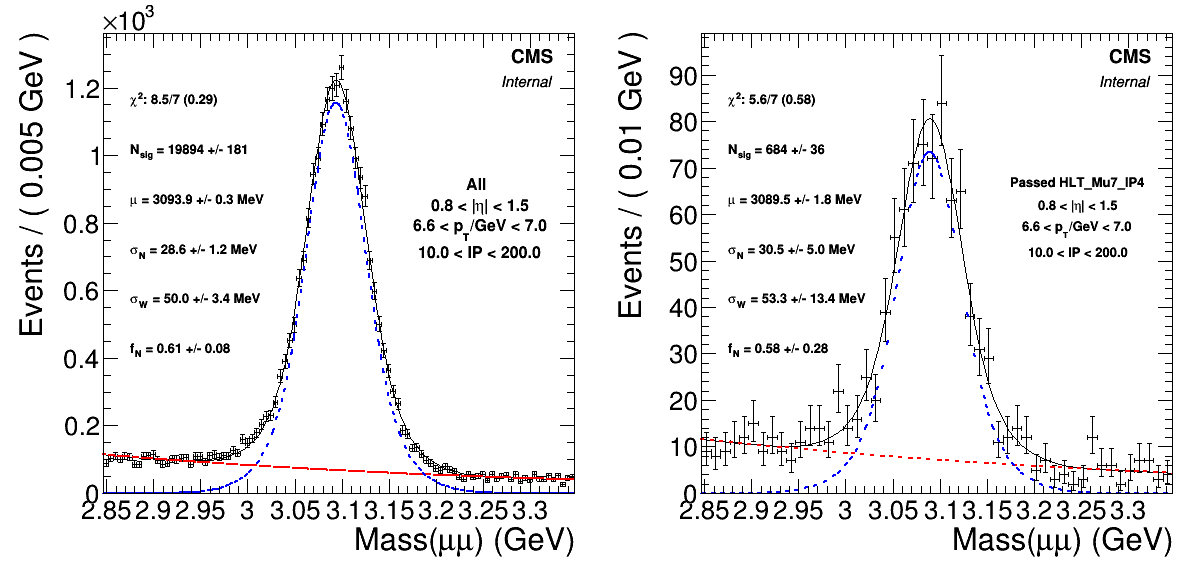 ×10³
Events / ( 0.005 GeV )
1.2
1
0.8
0.6
0.4
0.2
0
CMS
Internal
χ²: 8.5/7 (0.29)
N_sig = 19894 +/- 181
μ = 3093.9 +/- 0.3 MeV
σ_N = 28.6 +/- 1.2 MeV
σ_W = 50.0 +/- 3.4 MeV
f_N = 0.61 +/- 0.08
All
0.8 < |η| < 1.5
6.6 < p_T/GeV < 7.0
10.0 < IP < 200.0
2.85 2.9 2.95 3 3.05 3.1 3.15 3.2 3.25 3.3
Mass(μμ) (GeV)
Events / ( 0.01 GeV )
90
80
70
60
50
40
30
20
10
0
CMS
Internal
χ²: 5.6/7 (0.58)
N_sig = 684 +/- 36
μ = 3089.5 +/- 1.8 MeV
σ_N = 30.5 +/- 5.0 MeV
σ_W = 53.3 +/- 13.4 MeV
f_N = 0.58 +/- 0.28
Passed HLT_Mu7_IP4
0.8 < |η| < 1.5
6.6 < p_T/GeV < 7.0
10.0 < IP < 200.0
2.85 2.9 2.95 3 3.05 3.1 3.15 3.2 3.25 3.3
Mass(μμ) (GeV)